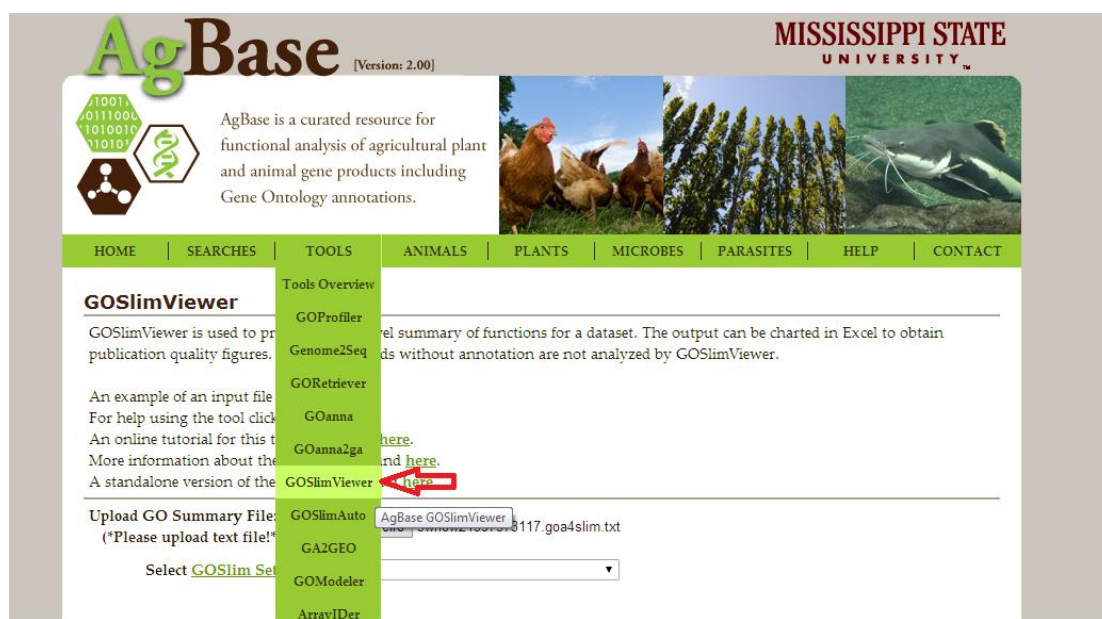 AgBase [Version: 2.00]
MISSISSIPPI STATE
UNIVERSITY™
AgBase is a curated resource for
functional analysis of agricultural plant
and animal gene products including
Gene Ontology annotations.
HOME | SEARCHES | TOOLS | ANIMALS | PLANTS | MICROBES | PARASITES | HELP | CONTACT
Tools Overview
GOProfiler
Genome2Seq
GORetriever
GOanna
GOanna2ga
GOSlimViewer
GOSlimAuto
GA2GEO
GOModeler
ArrayIDer
AgBase GOSlimViewer
GOSlimViewer
GOSlimViewer is used to pr el summary of functions for a dataset. The output can be charted in Excel to obtain
publication quality figures. ds without annotation are not analyzed by GOSlimViewer.
An example of an input file
For help using the tool click
An online tutorial for this t here.
More information about the nd here.
A standalone version of the here
Upload GO Summary File: 117.goa4slim.txt
(*Please upload text file!*
Select GOSlim Set